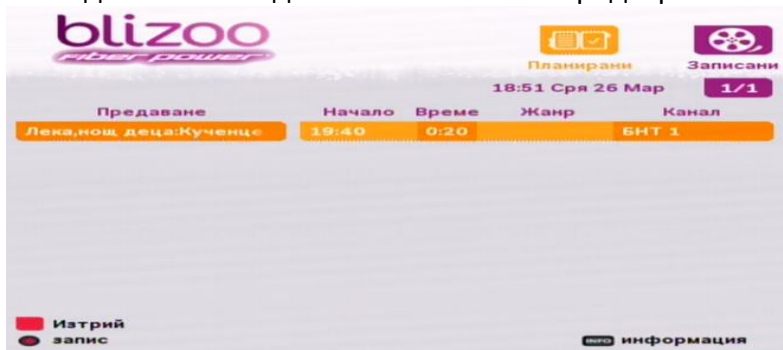 blizoo
Fiber power
Планирани
Записани
18:51 Сря 26 Мар
1/1
Предаване Начало Време Жанр Канал
Лека,нощ деца:Кученце 19:40 0:20 БНТ 1
Изтрий
запис
INFO информация